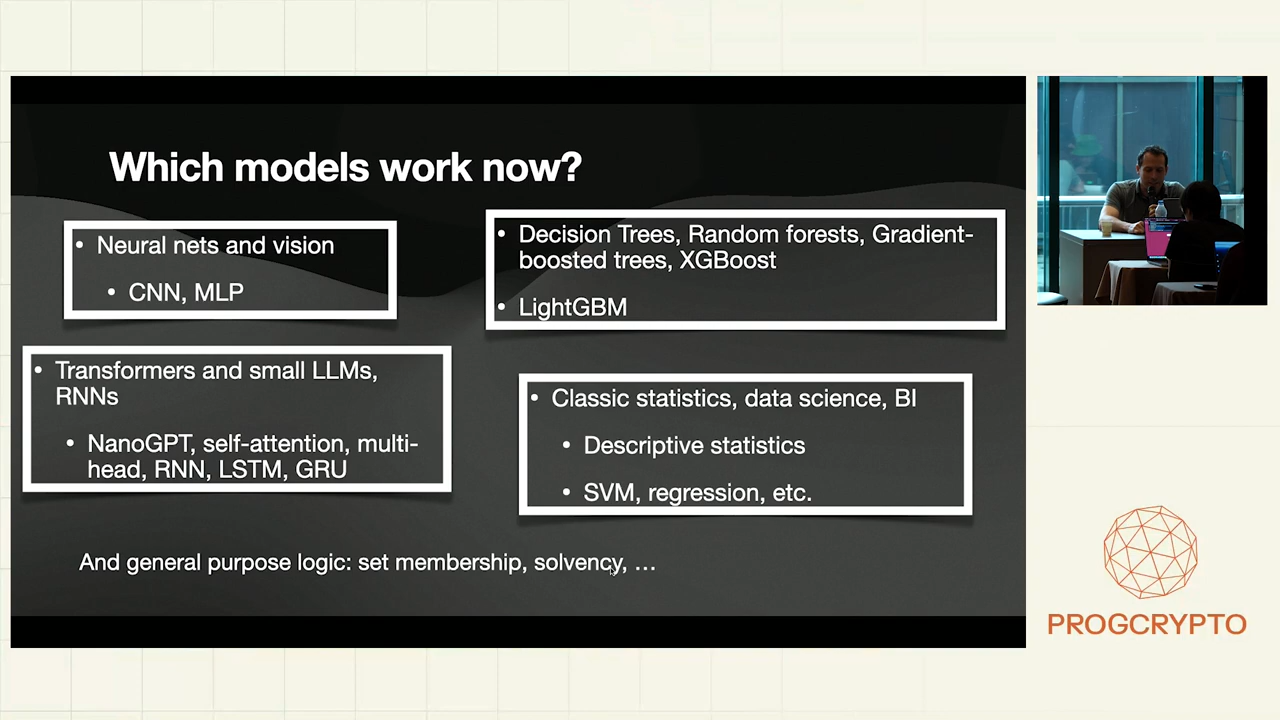 Which models work now?
• Neural nets and vision
• CNN, MLP
• Decision Trees, Random forests, Gradient-
boosted trees, XGBoost
• LightGBM
• Transformers and small LLMs,
RNNs
• NanoGPT, self-attention, multi-
head, RNN, LSTM, GRU
• Classic statistics, data science, BI
• Descriptive statistics
• SVM, regression, etc.
And general purpose logic: set membership, solvency, …
PROGCRYPTO